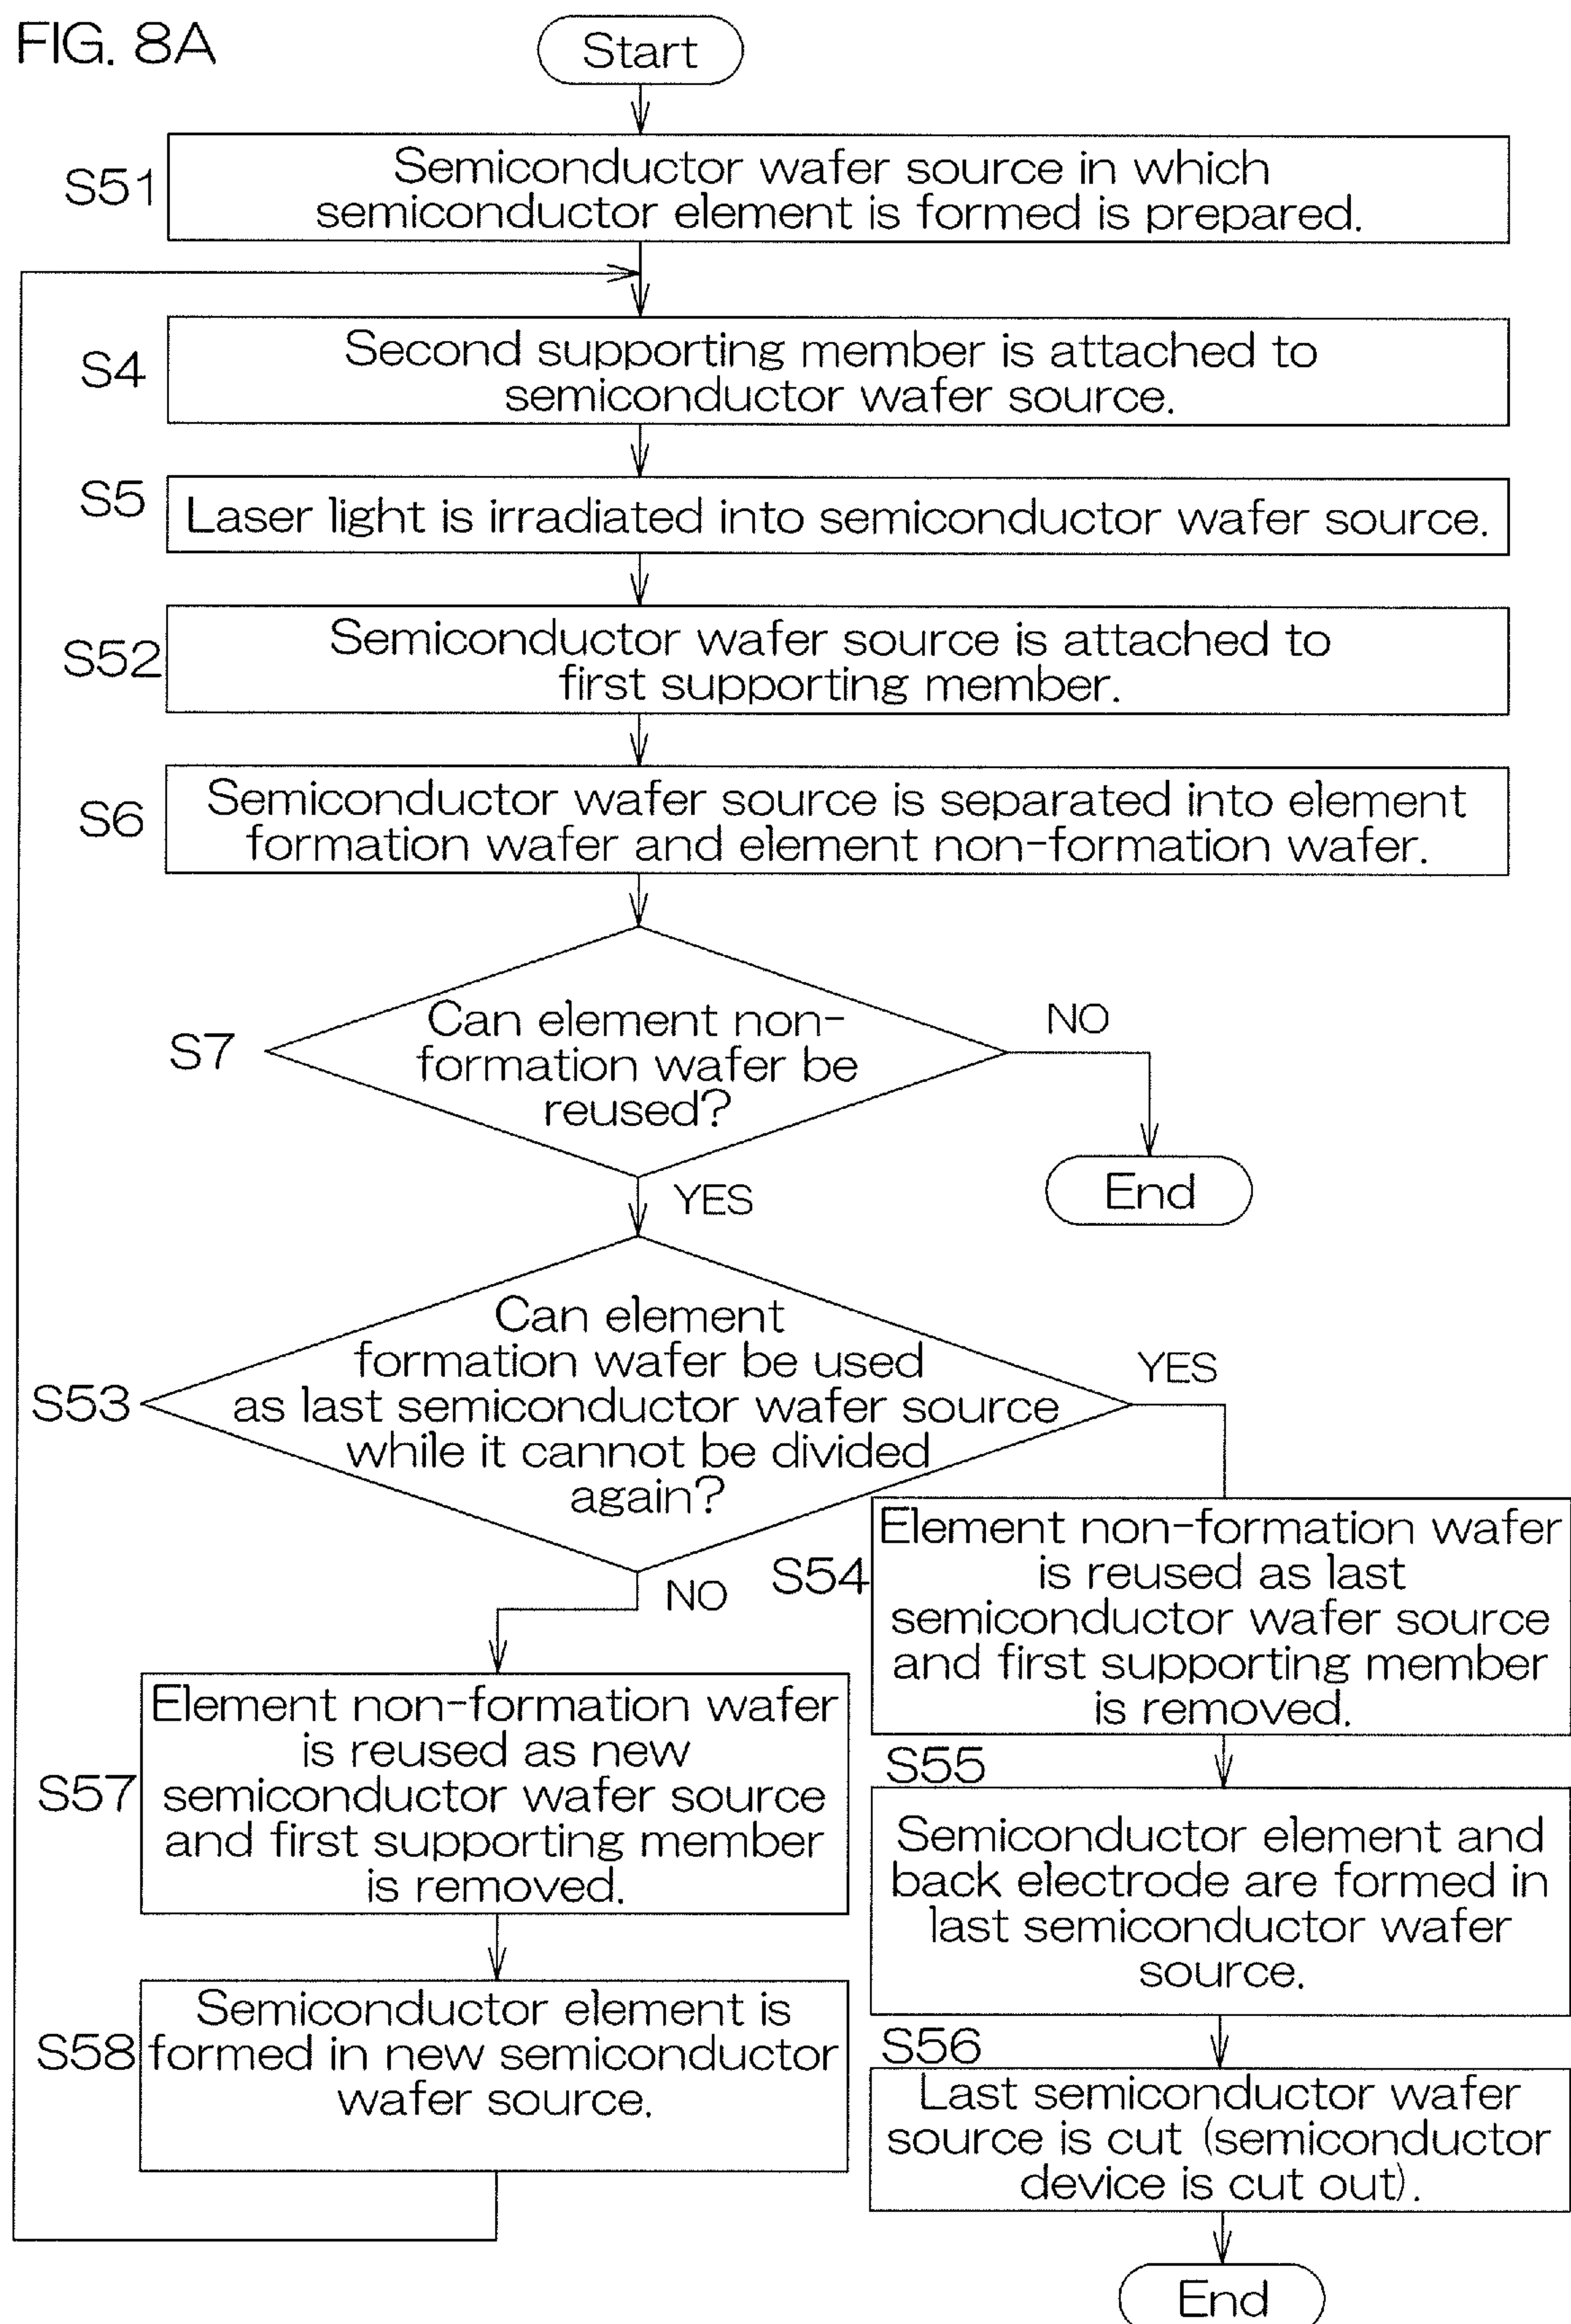 FIG. 8A
Start
S51
Semiconductor wafer source in which
semiconductor element is formed is prepared.
S4
Second supporting member is attached to
semiconductor wafer source.
S5
Laser light is irradiated into semiconductor wafer source.
S52
Semiconductor wafer source is attached to
first supporting member.
S6
Semiconductor wafer source is separated into element
formation wafer and element non-formation wafer.
S7
Can element non-
formation wafer be
reused?
NO
End
YES
S53
Can element
formation wafer be used
as last semiconductor wafer source
while it cannot be divided
again?
YES
NO
S54
Element non-formation wafer
is reused as last
semiconductor wafer source
and first supporting member
is removed.
S55
Semiconductor element and
back electrode are formed in
last semiconductor wafer
source.
S56
Last semiconductor wafer
source is cut (semiconductor
device is cut out).
End
S57
Element non-formation wafer
is reused as new
semiconductor wafer source
and first supporting member
is removed.
S58
Semiconductor element is
formed in new semiconductor
wafer source.